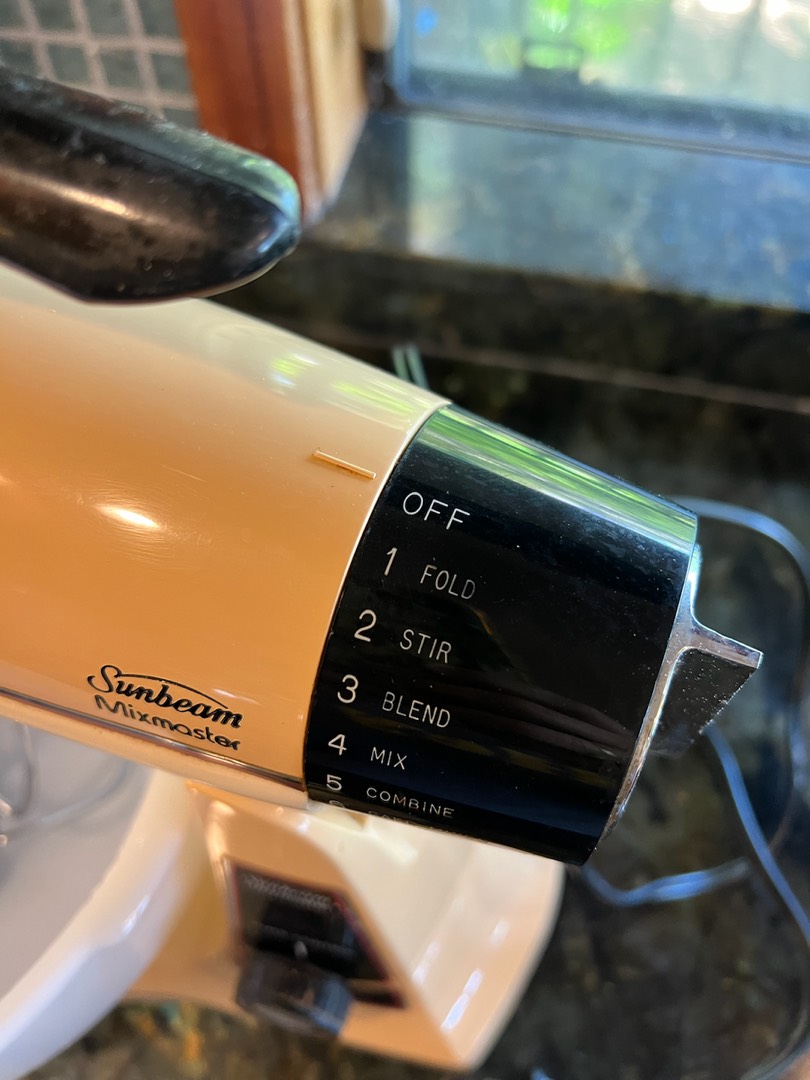 OFF
1 FOLD
2 STIR
3 BLEND
4 MIX
5 COMBINE
Sunbeam
Mixmaster